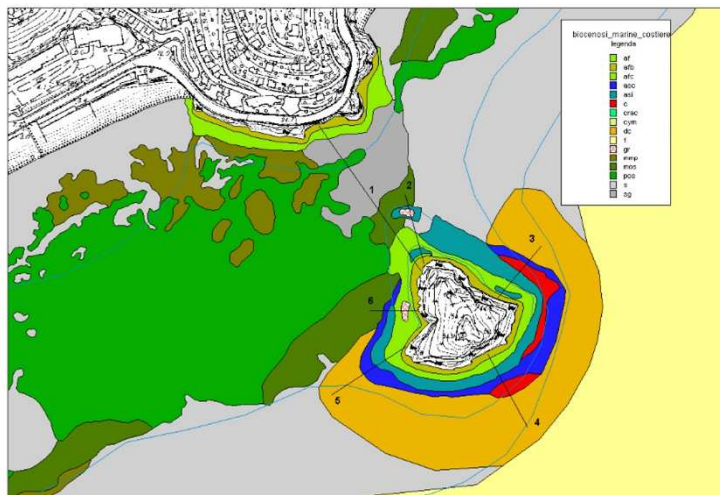 biocenosi_marine_costiere
legenda
af
afb
afc
aso
asi
c
crac
cym
dc
f
gr
mmp
mos
pos
s
sg
1
2
3
6
5
4